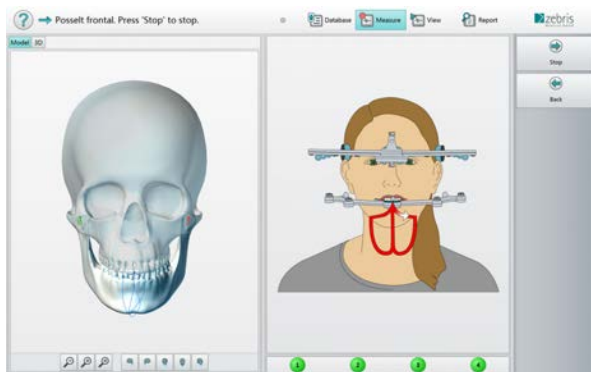 Posselt frontal. Press 'Stop' to stop.
Database
Measure
View
Report
zebris
Model 3D
Stop
Back
1 2 3 4